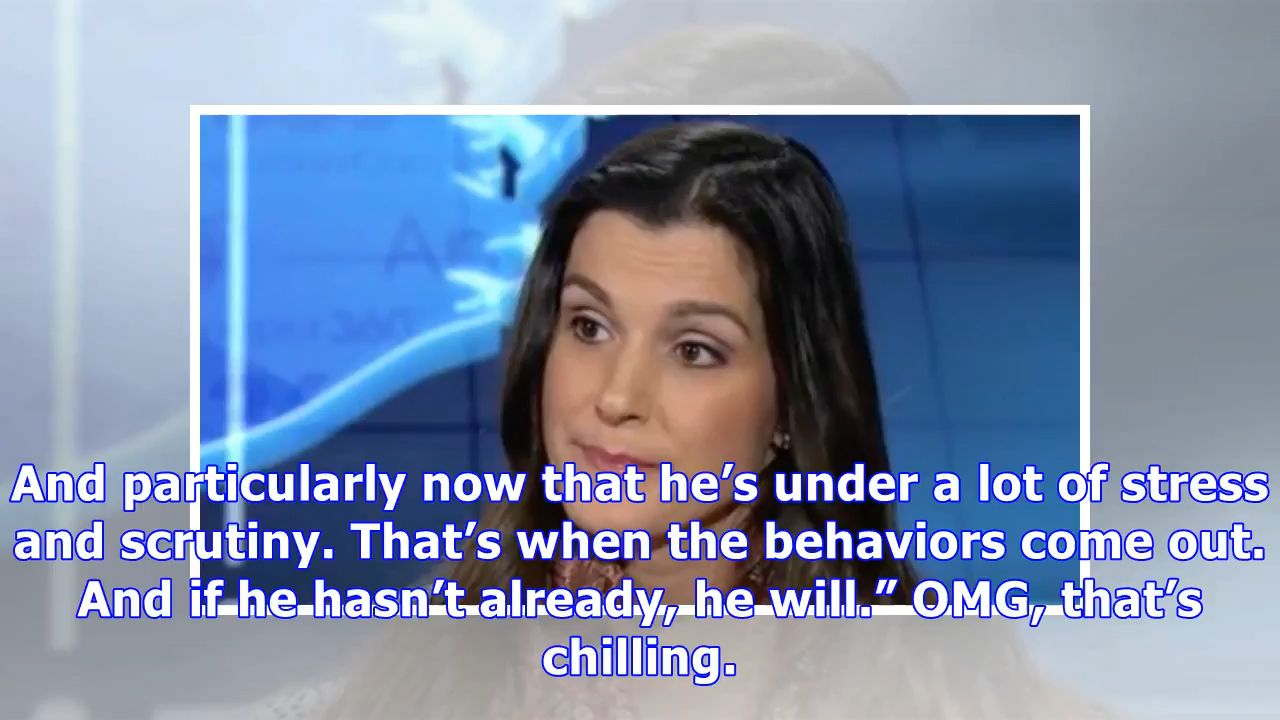 And particularly now that he’s under a lot of stress
and scrutiny. That’s when the behaviors come out.
And if he hasn’t already, he will.” OMG, that’s
chilling.